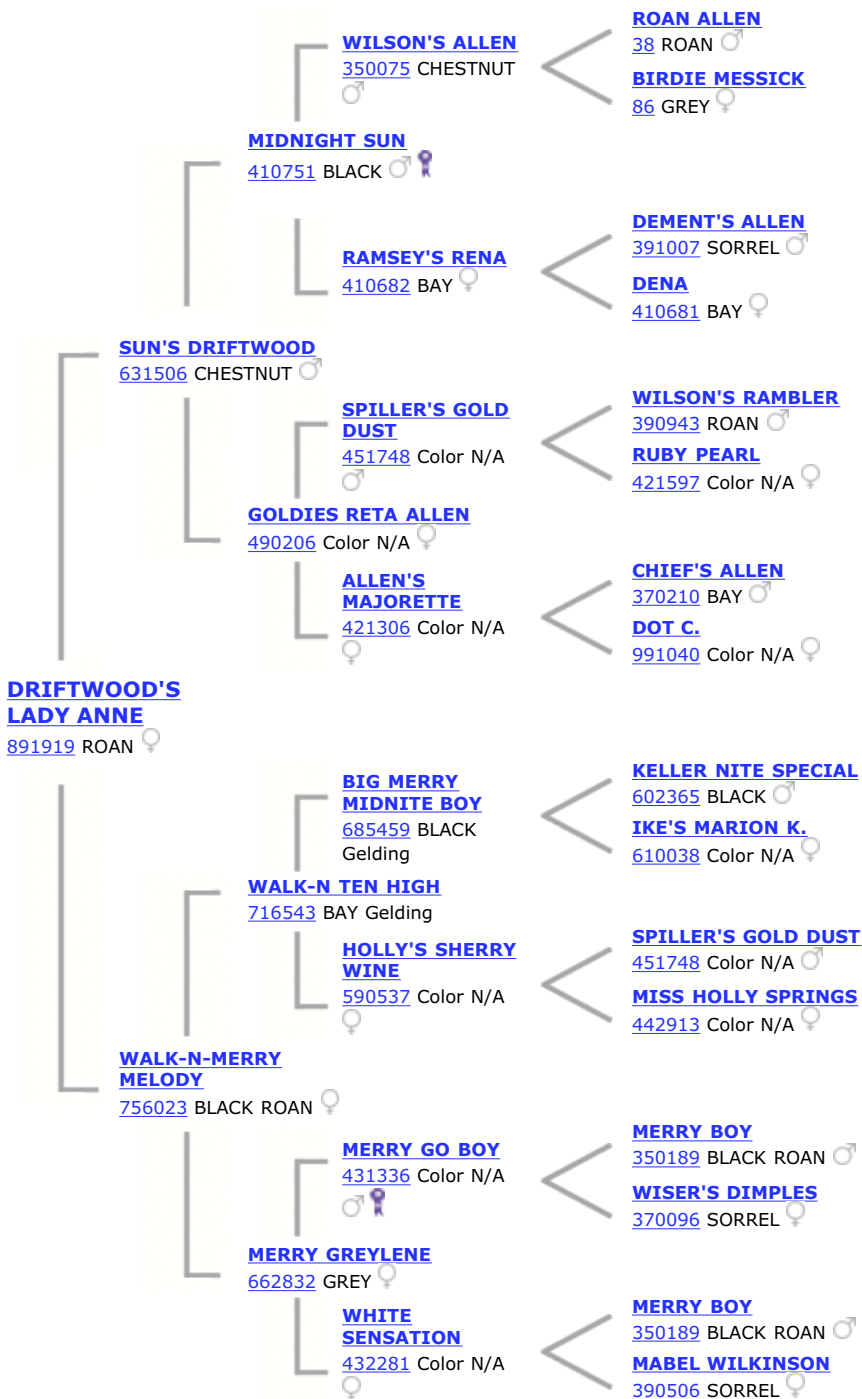 WILSON'S ALLEN
350075 CHESTNUT
ROAN ALLEN
38 ROAN
BIRDIE MESSICK
86 GREY
MIDNIGHT SUN
410751 BLACK
RAMSEY'S RENA
410682 BAY
DEMENT'S ALLEN
391007 SORREL
DENA
410681 BAY
SUN'S DRIFTWOOD
631506 CHESTNUT
SPILLER'S GOLD
DUST
451748 Color N/A
WILSON'S RAMBLER
390943 ROAN
RUBY PEARL
421597 Color N/A
GOLDIES RETA ALLEN
490206 Color N/A
ALLEN'S
MAJORETTE
421306 Color N/A
CHIEF'S ALLEN
370210 BAY
DOT C.
991040 Color N/A
DRIFTWOOD'S
LADY ANNE
891919 ROAN
BIG MERRY
MIDNITE BOY
685459 BLACK
Gelding
KELLER NITE SPECIAL
602365 BLACK
IKE'S MARION K.
610038 Color N/A
WALK-N TEN HIGH
716543 BAY Gelding
HOLLY'S SHERRY
WINE
590537 Color N/A
SPILLER'S GOLD DUST
451748 Color N/A
MISS HOLLY SPRINGS
442913 Color N/A
WALK-N-MERRY
MELODY
756023 BLACK ROAN
MERRY GO BOY
431336 Color N/A
MERRY BOY
350189 BLACK ROAN
WISER'S DIMPLES
370096 SORREL
MERRY GREYLENE
662832 GREY
WHITE
SENSATION
432281 Color N/A
MERRY BOY
350189 BLACK ROAN
MABEL WILKINSON
390506 SORREL